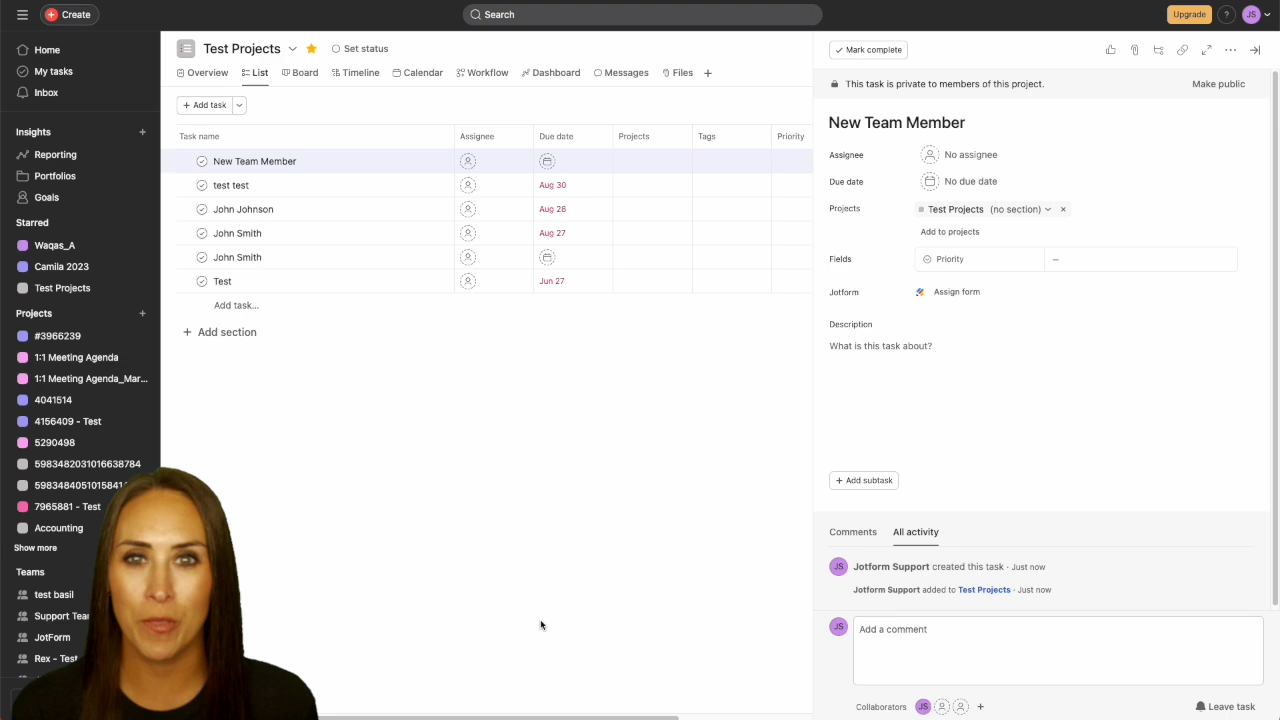 Create
Search
Upgrade
?
JS
Home
My tasks
Inbox
Insights
Reporting
Portfolios
Goals
Starred
Waqas_A
Camila 2023
Test Projects
Projects
#3966239
1:1 Meeting Agenda
1:1 Meeting Agenda_Mar...
4041514
4156409 - Test
5290498
5983482031016638784
7965881 - Test
Accounting
Show more
Teams
test basil
Support Tea
JotForm
Rex - Test
Test Projects
Set status
Overview
List
Board
Timeline
Calendar
Workflow
Dashboard
Messages
Files
+ Add task
Task name Assignee Due date Projects Tags Priority
New Team Member
test test Aug 30
John Johnson Aug 28
John Smith Aug 27
John Smith
Test Jun 27
Add task...
+ Add section
Mark complete
This task is private to members of this project. Make public
New Team Member
Assignee No assignee
Due date No due date
Projects Test Projects (no section)
Add to projects
Fields Priority —
Jotform Assign form
Description
What is this task about?
+ Add subtask
Comments All activity
JS Jotform Support created this task · Just now
Jotform Support added to Test Projects · Just now
JS Add a comment
Collaborators JS + Leave task